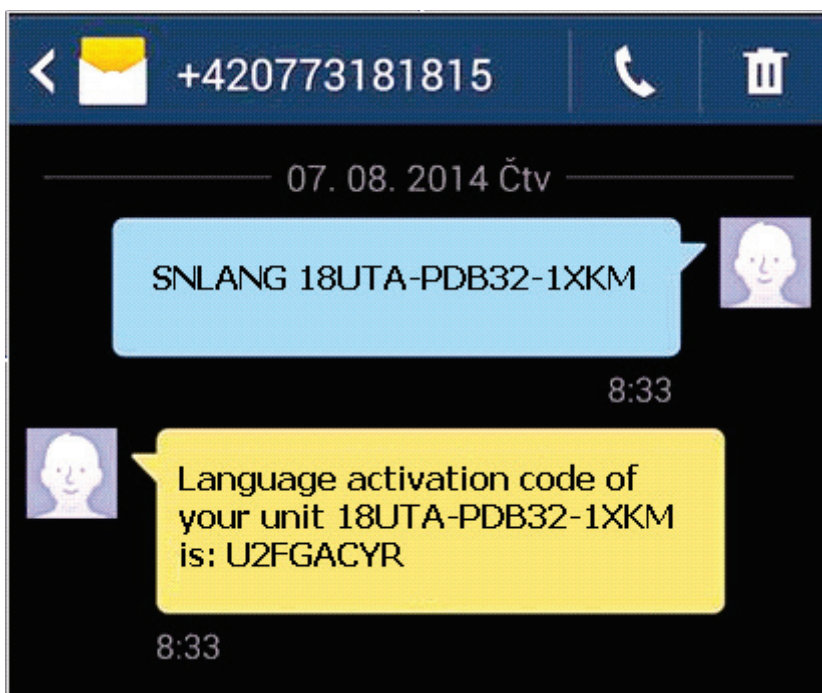 +420773181815
07. 08. 2014 Čtv
SNLANG 18UTA-PDB32-1XKM
8:33
Language activation code of
your unit 18UTA-PDB32-1XKM
is: U2FGACYR
8:33